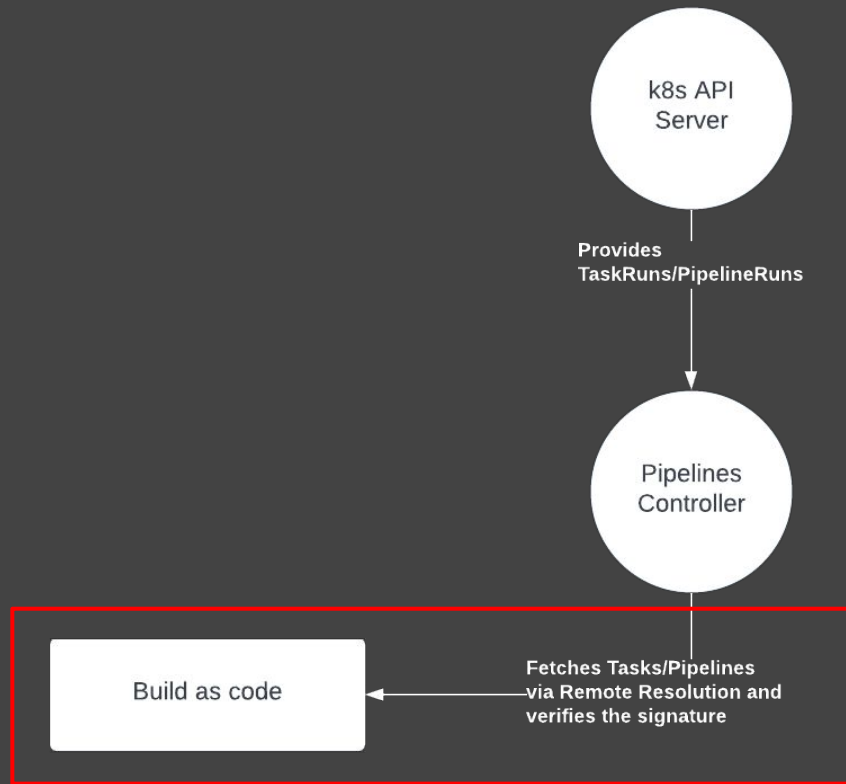 k8s API
Server
Provides
TaskRuns/PipelineRuns
Pipelines
Controller
Fetches Tasks/Pipelines
via Remote Resolution and
verifies the signature
Build as code